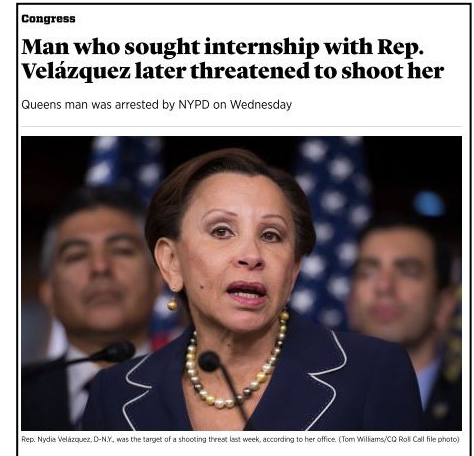 Congress
Man who sought internship with Rep.
Velázquez later threatened to shoot her
Queens man was arrested by NYPD on Wednesday
Rep. Nydia Velázquez, D-N.Y., was the target of a shooting threat last week, according to her office. (Tom Williams/CQ Roll Call file photo)